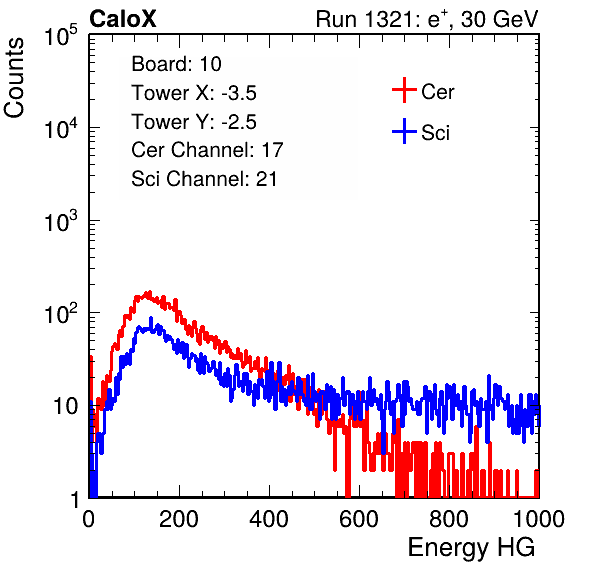 CaloX
Run 1321: e⁺, 30 GeV
Counts
10⁵
10⁴
10³
10²
10
1
Board: 10
Tower X: -3.5
Tower Y: -2.5
Cer Channel: 17
Sci Channel: 21
Cer
Sci
0 200 400 600 800 1000
Energy HG